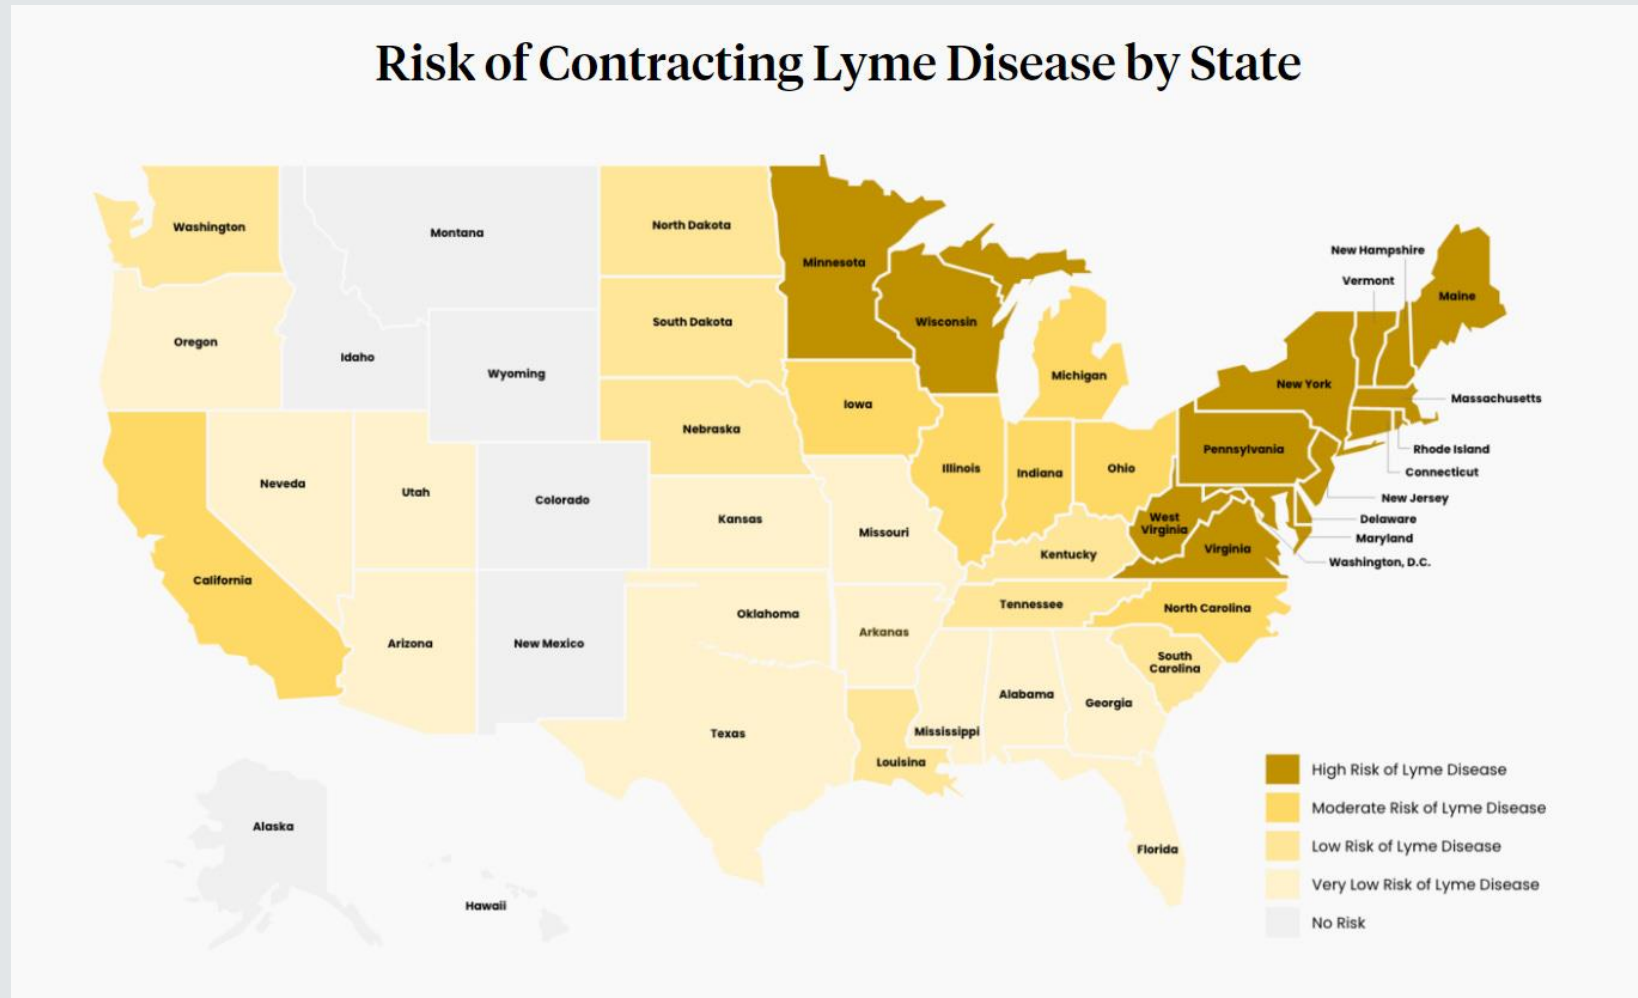 Risk of Contracting Lyme Disease by State
Washington
Montana
North Dakota
Minnesota
New Hampshire
Vermont
Maine
Oregon
Idaho
Wyoming
South Dakota
Wisconsin
Michigan
New York
Massachusetts
Iowa
Nebraska
Pennsylvania
Rhode Island
Connecticut
Neveda
Utah
Colorado
Kansas
Missouri
Illinois
Indiana
Ohio
New Jersey
Delaware
Maryland
Washington, D.C.
West
Virginia
Virginia
Kentucky
California
Arizona
New Mexico
Oklahoma
Arkanas
Tennessee
North Carolina
South
Carolina
Texas
Louisina
Mississippi
Alabama
Georgia
Florida
Alaska
Hawaii
High Risk of Lyme Disease
Moderate Risk of Lyme Disease
Low Risk of Lyme Disease
Very Low Risk of Lyme Disease
No Risk